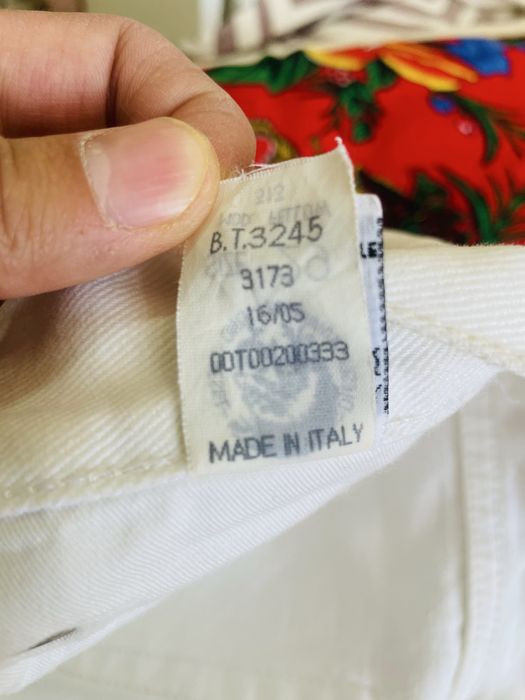 B.T.3245
3173
16/05
00T00200333
MADE IN ITALY